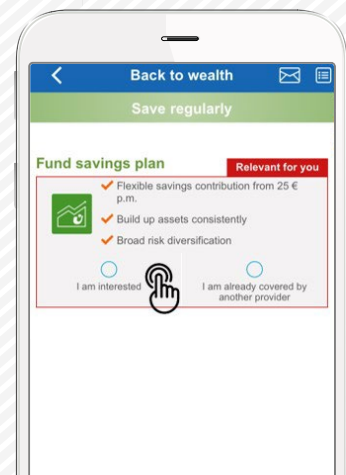 Back to wealth
Save regularly
Fund savings plan
Relevant for you
Flexible savings contribution from 25 €
p.m.
Build up assets consistently
Broad risk diversification
I am interested
I am already covered by
another provider